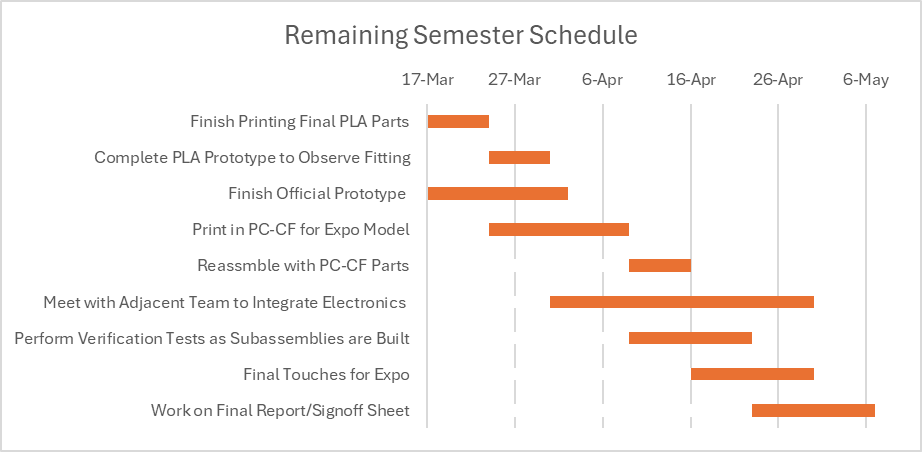 Remaining Semester Schedule
17-Mar 27-Mar 6-Apr 16-Apr 26-Apr 6-May
Finish Printing Final PLA Parts
Complete PLA Prototype to Observe Fitting
Finish Official Prototype
Print in PC-CF for Expo Model
Reassmble with PC-CF Parts
Meet with Adjacent Team to Integrate Electronics
Perform Verification Tests as Subassemblies are Built
Final Touches for Expo
Work on Final Report/Signoff Sheet